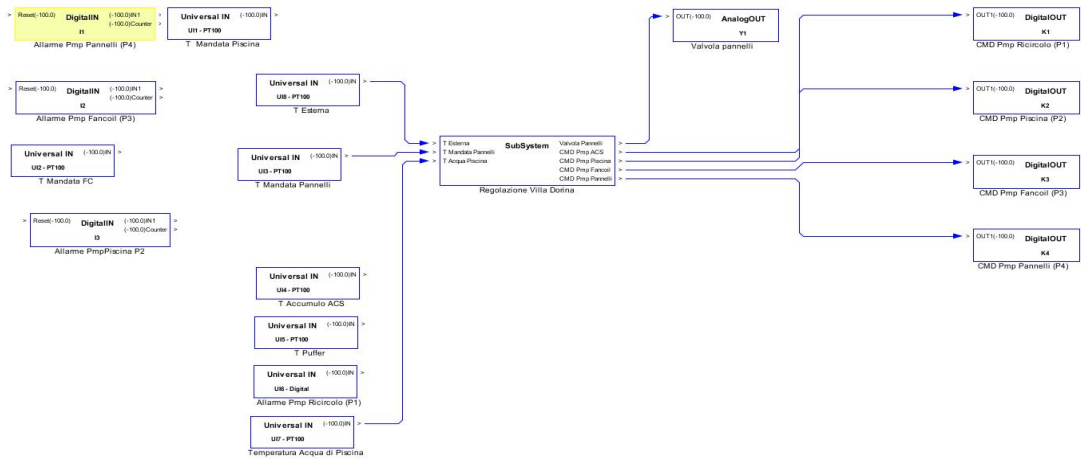 > Reset(-100.0) DigitalIN (-100.0)IN1 >
(-100.0)Counter >
I1
Allarme Pmp Pannelli (P4)
Universal IN (-100.0)IN >
UI1 - PT100
T Mandata Piscina
> OUT(-100.0) AnalogOUT
Y1
Valvola pannelli
> OUT1(-100.0) DigitalOUT
K1
CMD Pmp Ricircolo (P1)
> Reset(-100.0) DigitalIN (-100.0)IN1 >
(-100.0)Counter >
I2
Allarme Pmp Fancoil (P3)
Universal IN (-100.0)IN >
UI8 - PT100
T Esterna
> OUT1(-100.0) DigitalOUT
K2
CMD Pmp Piscina (P2)
Universal IN (-100.0)IN >
UI2 - PT100
T Mandata FC
Universal IN (-100.0)IN >
UI3 - PT100
T Mandata Pannelli
> T Esterna SubSystem Valvola Pannelli >
> T Mandata Pannelli CMD Pmp ACS >
> T Acqua Piscina CMD Pmp Piscina >
CMD Pmp Fancoil >
CMD Pmp Pannelli >
Regolazione Villa Dorina
> OUT1(-100.0) DigitalOUT
K3
CMD Pmp Fancoil (P3)
> Reset(-100.0) DigitalIN (-100.0)IN1 >
(-100.0)Counter >
I3
Allarme PmpPiscina P2
> OUT1(-100.0) DigitalOUT
K4
CMD Pmp Pannelli (P4)
Universal IN (-100.0)IN >
UI4 - PT100
T Accumulo ACS
Universal IN (-100.0)IN >
UI5 - PT100
T Puffer
Universal IN (-100.0)IN >
UI6 - Digital
Allarme Pmp Ricircolo (P1)
Universal IN (-100.0)IN >
UI7 - PT100
Temperatura Acqua di Piscina